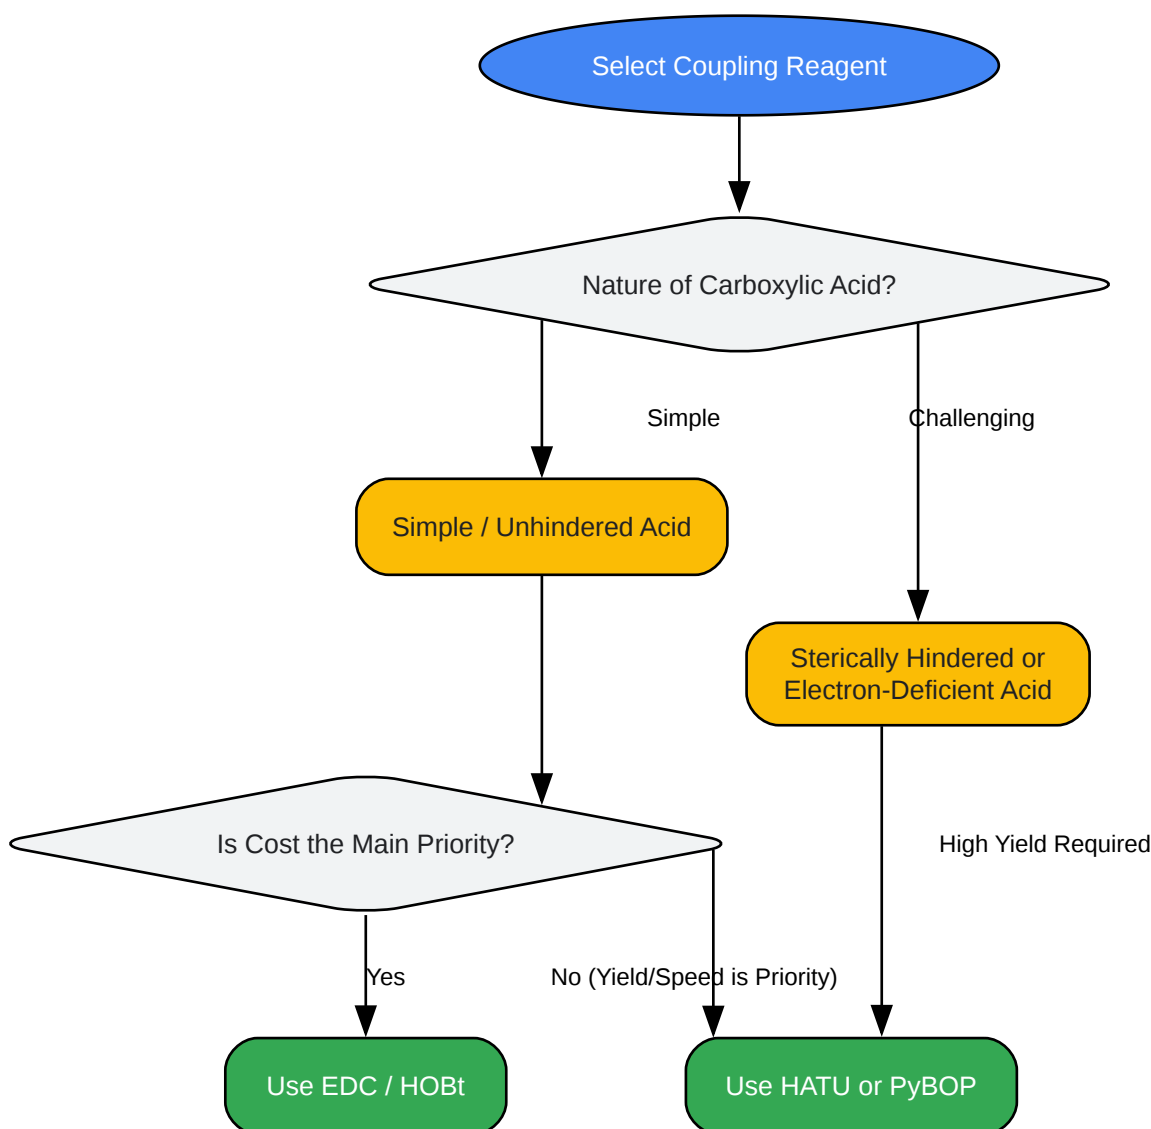 Select Coupling Reagent
Nature of Carboxylic Acid?
Simple
Challenging
Simple / Unhindered Acid
Sterically Hindered or
Electron-Deficient Acid
Is Cost the Main Priority?
High Yield Required
Yes
No (Yield/Speed is Priority)
Use EDC / HOBt
Use HATU or PyBOP